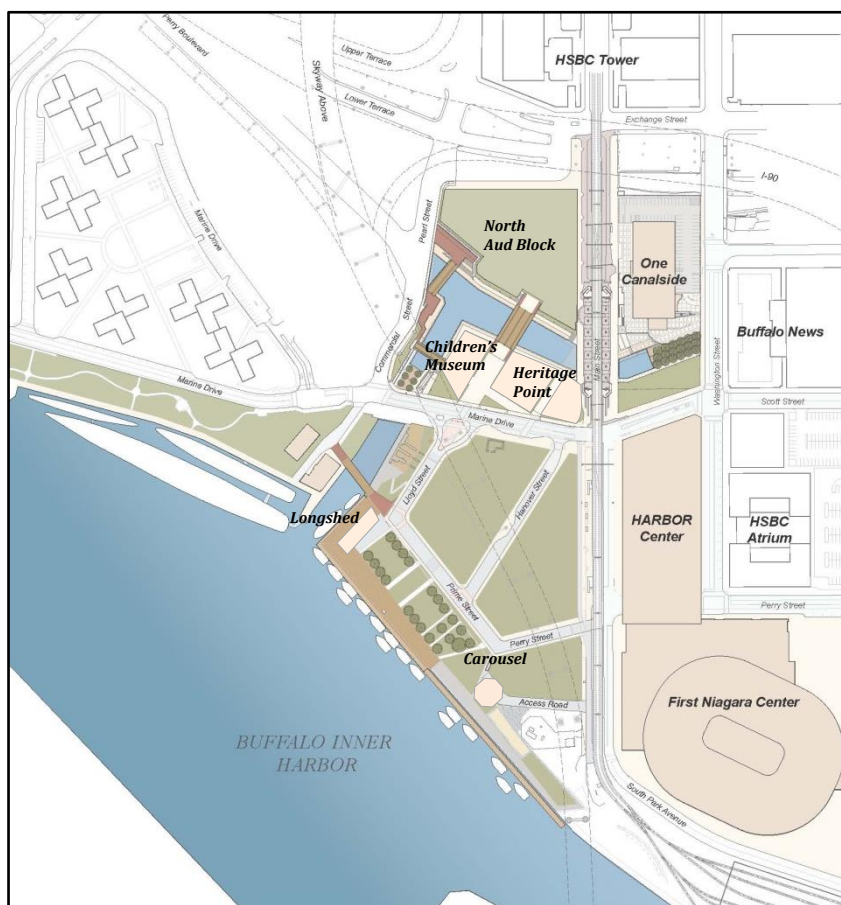 Perry Boulevard
Upper Terrace
Skyway Above
HSBC Tower
Lower Terrace
Exchange Street
I-90
Pearl Street
Marine Drive
North
Aud Block
One
Canalside
Street
Commercial
Children's
Museum
Heritage
Point
Main Street
Buffalo News
Washington Street
Marine Drive
Marine Drive
Scott Street
Lloyd Street
Hanover Street
Longshed
HARBOR
Center
HSBC
Atrium
Prime Street
Perry Street
Perry Street
Carousel
Access Road
First Niagara Center
BUFFALO INNER
HARBOR
South Park Avenue